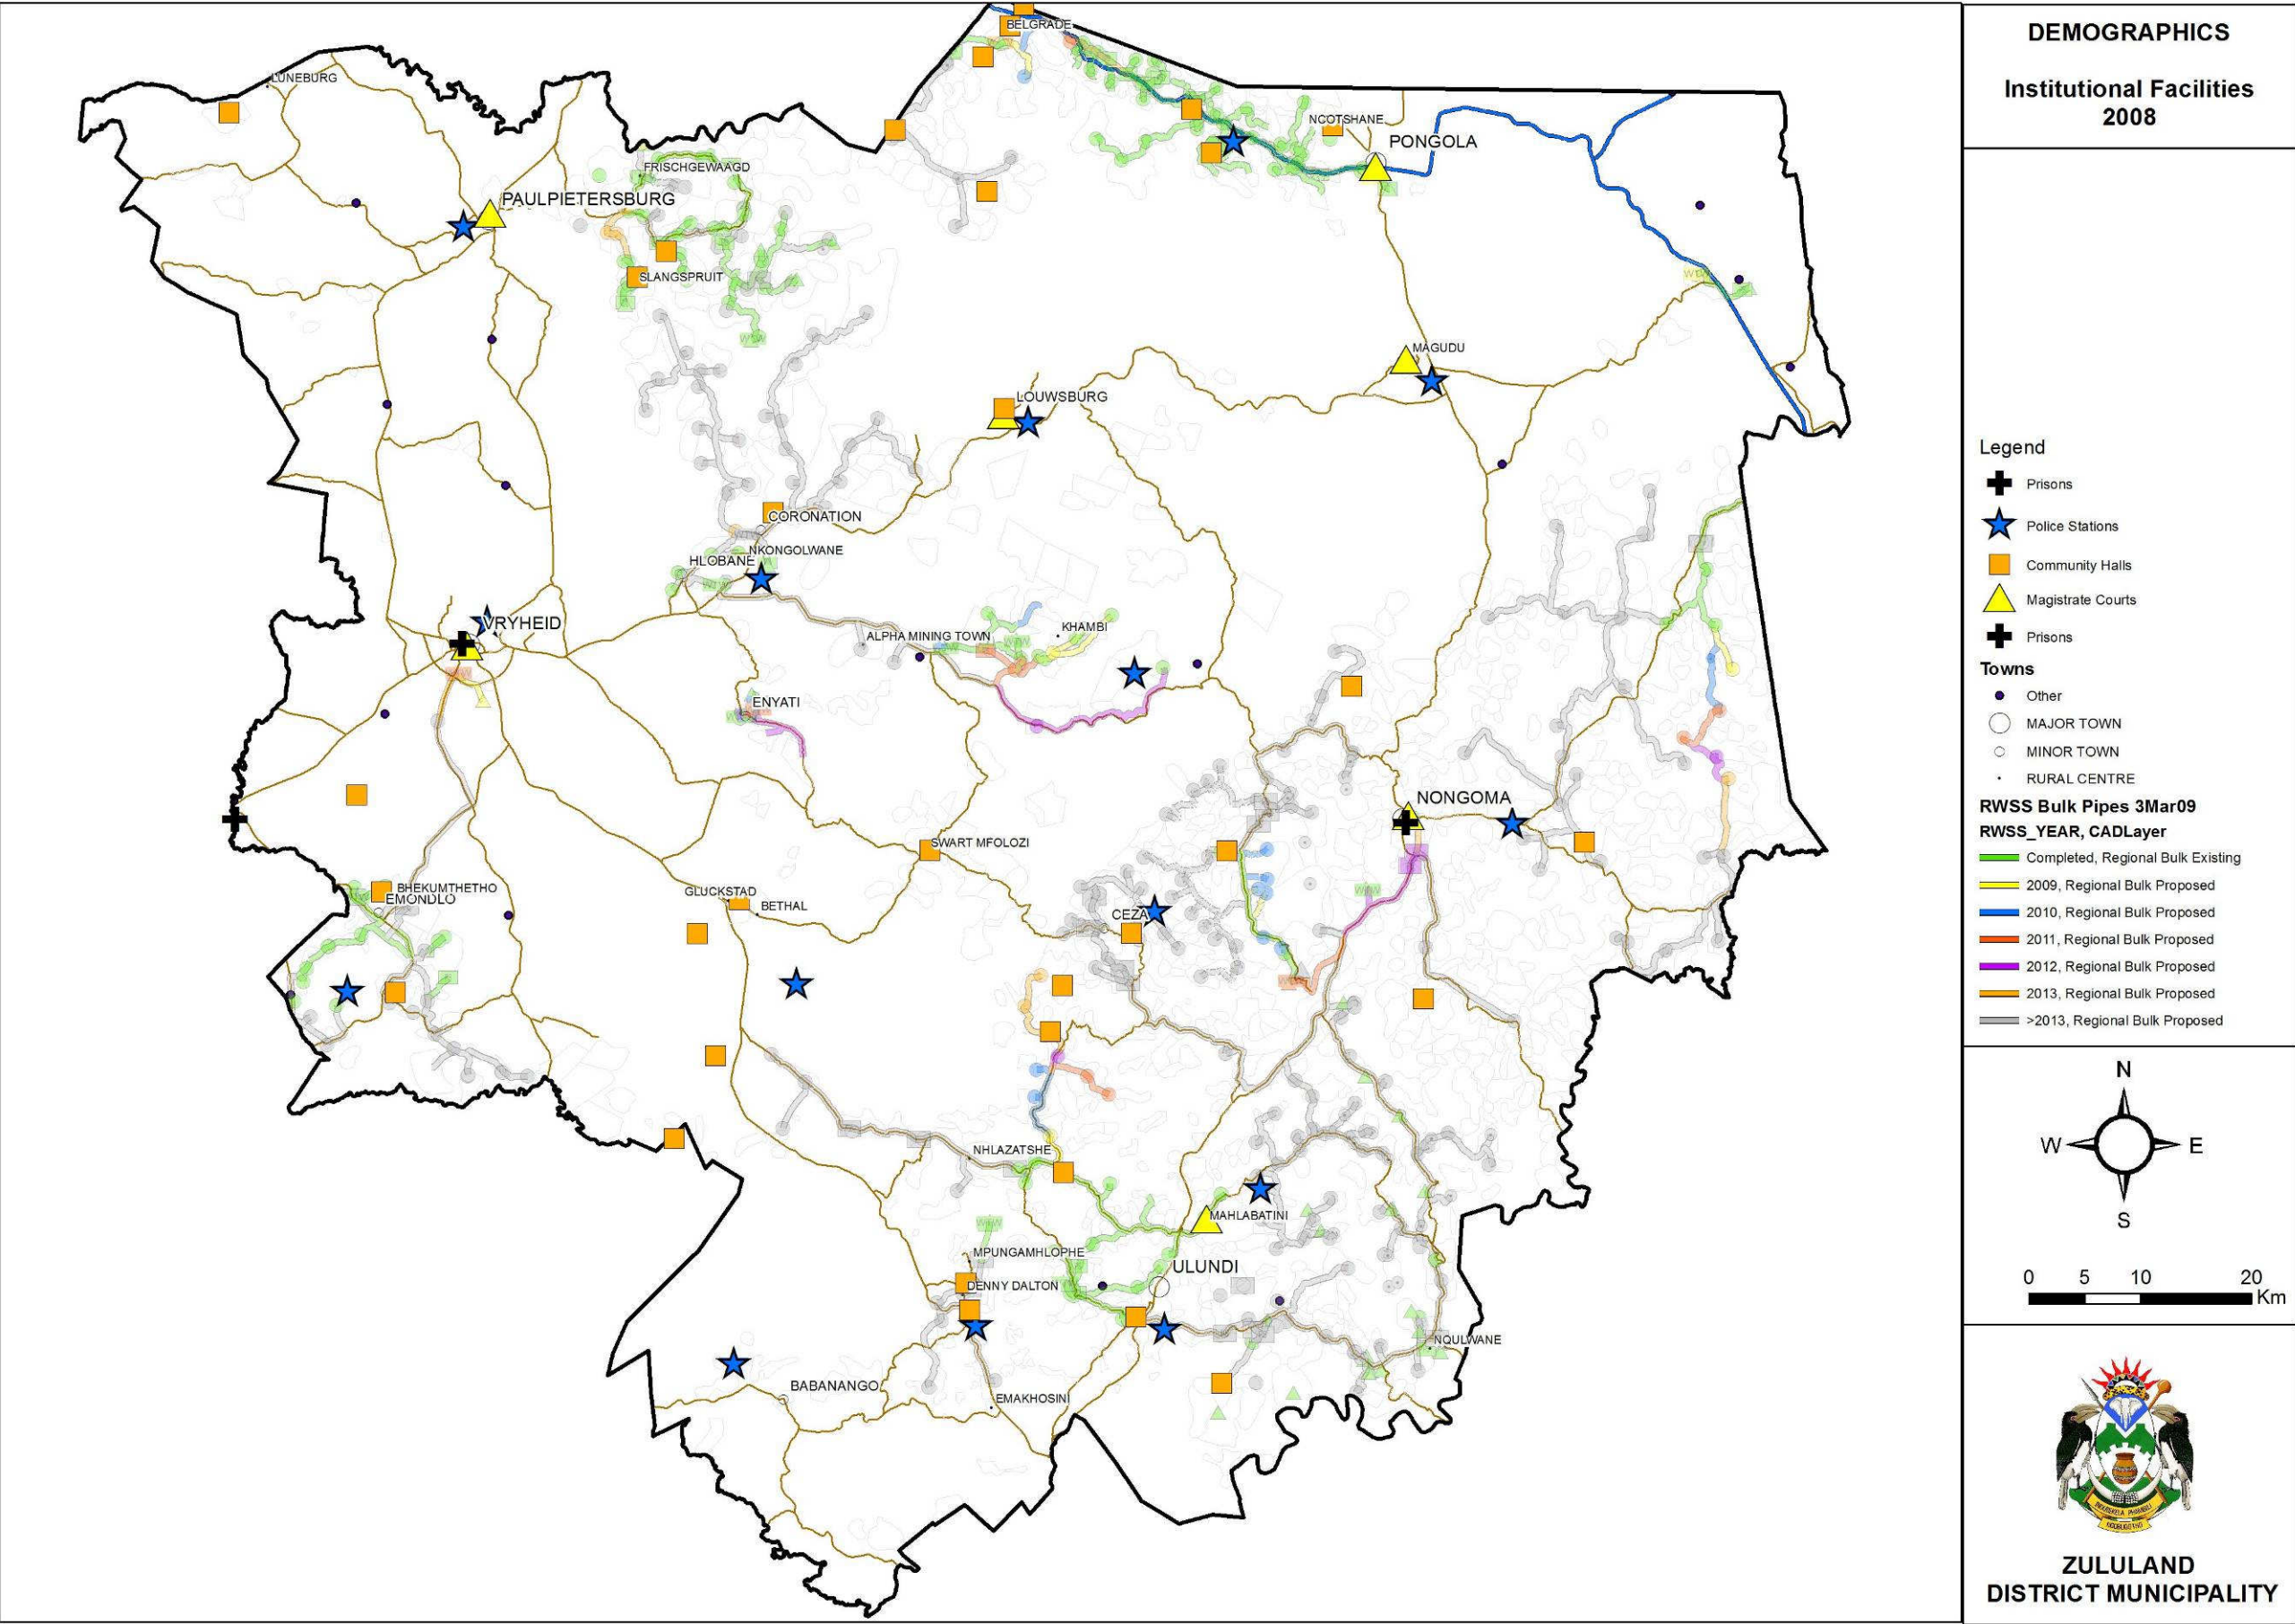 DEMOGRAPHICS
Institutional Facilities
2008
BELGRADE
LUNEBURG
NCOTSHANE
PONGOLA
FRISCHGEWAAGD
PAULPIETERSBURG
SLANGSPRUIT
WTW
WTW
MAGUDU
LOUWSBURG
CORONATION
NKONGOLWANE
HLOBANE
VRYHEID
ALPHA MINING TOWN
KHAMBI
WTW
ENYATI
NONGOMA
SWART MFOLOZI
BHEKUMTHETHO
EMONDLO
GLUCKSTAD
BETHAL
CEZA
WTW
NHLAZATSHE
MAHLABATINI
WTW
MPUNGAMHLOPHE
ULUNDI
DENNY DALTON
NQULWANE
BABANANGO
EMAKHOSINI
Legend
Prisons
Police Stations
Community Halls
Magistrate Courts
Prisons
Towns
Other
MAJOR TOWN
MINOR TOWN
RURAL CENTRE
RWSS Bulk Pipes 3Mar09
RWSS_YEAR, CADLayer
Completed, Regional Bulk Existing
2009, Regional Bulk Proposed
2010, Regional Bulk Proposed
2011, Regional Bulk Proposed
2012, Regional Bulk Proposed
2013, Regional Bulk Proposed
>2013, Regional Bulk Proposed
N
W E
S
0 5 10 20
Km
ZULULAND
DISTRICT MUNICIPALITY